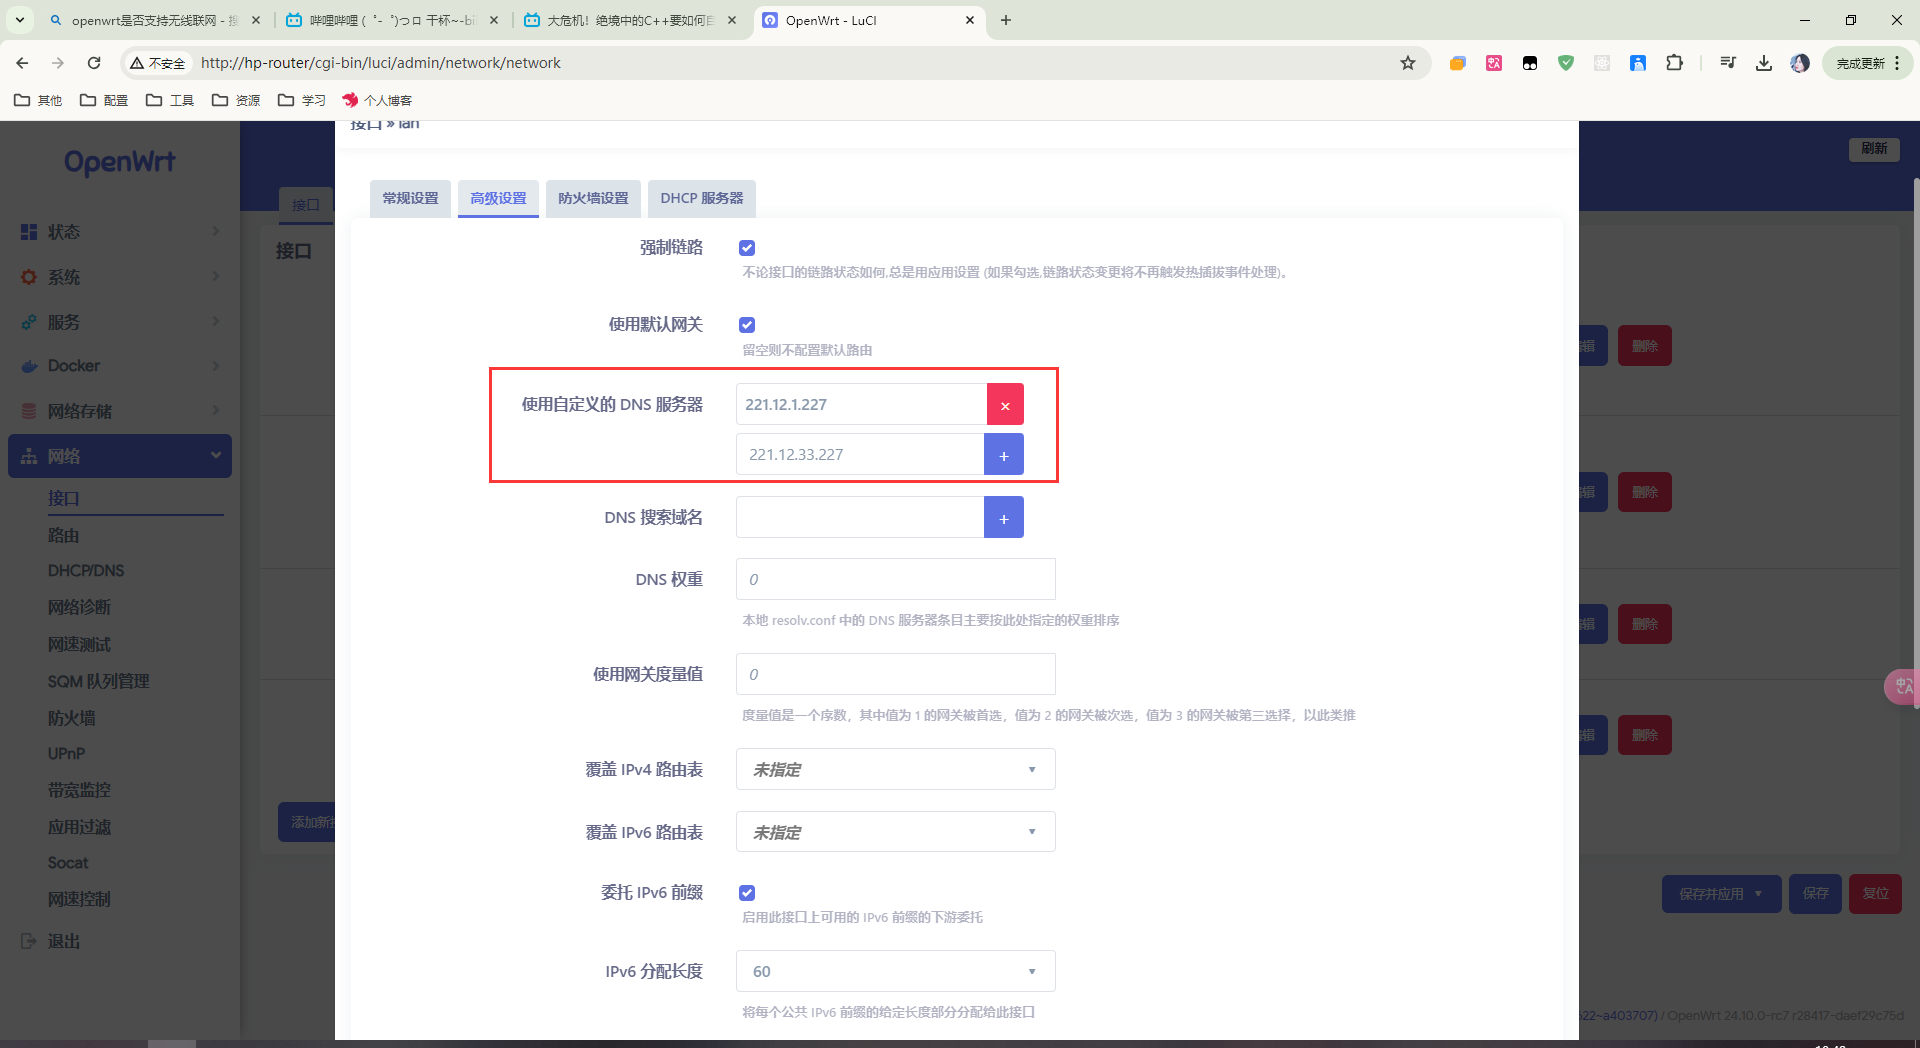 openwrt是否支持无线联网 - 搜
哔哩哔哩 ( ゜- ゜)つロ 干杯~-bi
大危机！绝境中的C++要如何自
OpenWrt - LuCI
不安全
http://hp-router/cgi-bin/luci/admin/network/network
完成更新
其他
配置
工具
资源
学习
个人博客
OpenWrt
状态
系统
服务
Docker
网络存储
网络
接口
路由
DHCP/DNS
网络诊断
网速测试
SQM 队列管理
防火墙
UPnP
带宽监控
应用过滤
Socat
网速控制
退出
刷新
接口
接口
添加新
接口 » lan
常规设置
高级设置
防火墙设置
DHCP 服务器
强制链路
不论接口的链路状态如何,总是用应用设置 (如果勾选,链路状态变更将不再触发热插拔事件处理)。
使用默认网关
留空则不配置默认路由
使用自定义的 DNS 服务器
221.12.1.227
×
221.12.33.227
+
DNS 搜索域名
+
DNS 权重
0
本地 resolv.conf 中的 DNS 服务器条目主要按此处指定的权重排序
使用网关度量值
0
度量值是一个序数，其中值为 1 的网关被首选，值为 2 的网关被次选，值为 3 的网关被第三选择，以此类推
覆盖 IPv4 路由表
未指定
覆盖 IPv6 路由表
未指定
委托 IPv6 前缀
启用此接口上可用的 IPv6 前缀的下游委托
IPv6 分配长度
60
将每个公共 IPv6 前缀的给定长度部分分配给此接口
辑
删除
辑
删除
辑
删除
辑
删除
保存并应用
保存
复位
522~a403707) / OpenWrt 24.10.0-rc7 r28417-daef29c75d